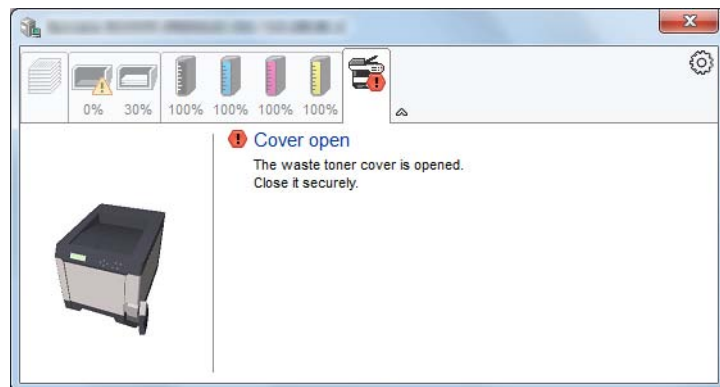 0% 30% 100% 100% 100% 100%
Cover open
The waste toner cover is opened.
Close it securely.